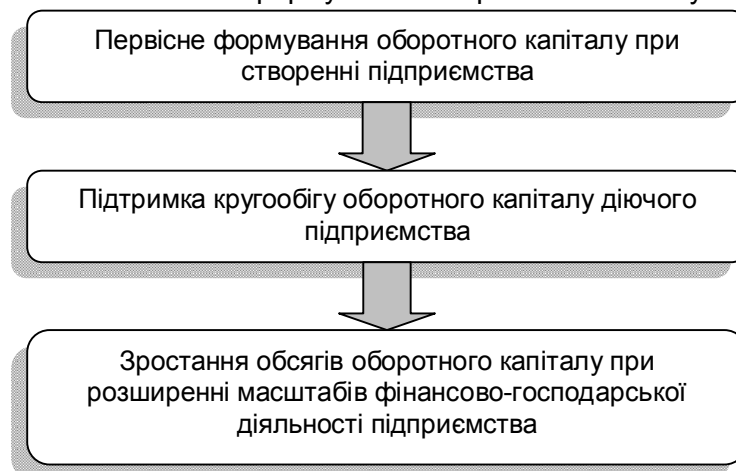 Первісне формування оборотного капіталу при
створенні підприємства
Підтримка кругообігу оборотного капіталу діючого
підприємства
Зростання обсягів оборотного капіталу при
розширенні масштабів фінансово-господарської
діяльності підприємства